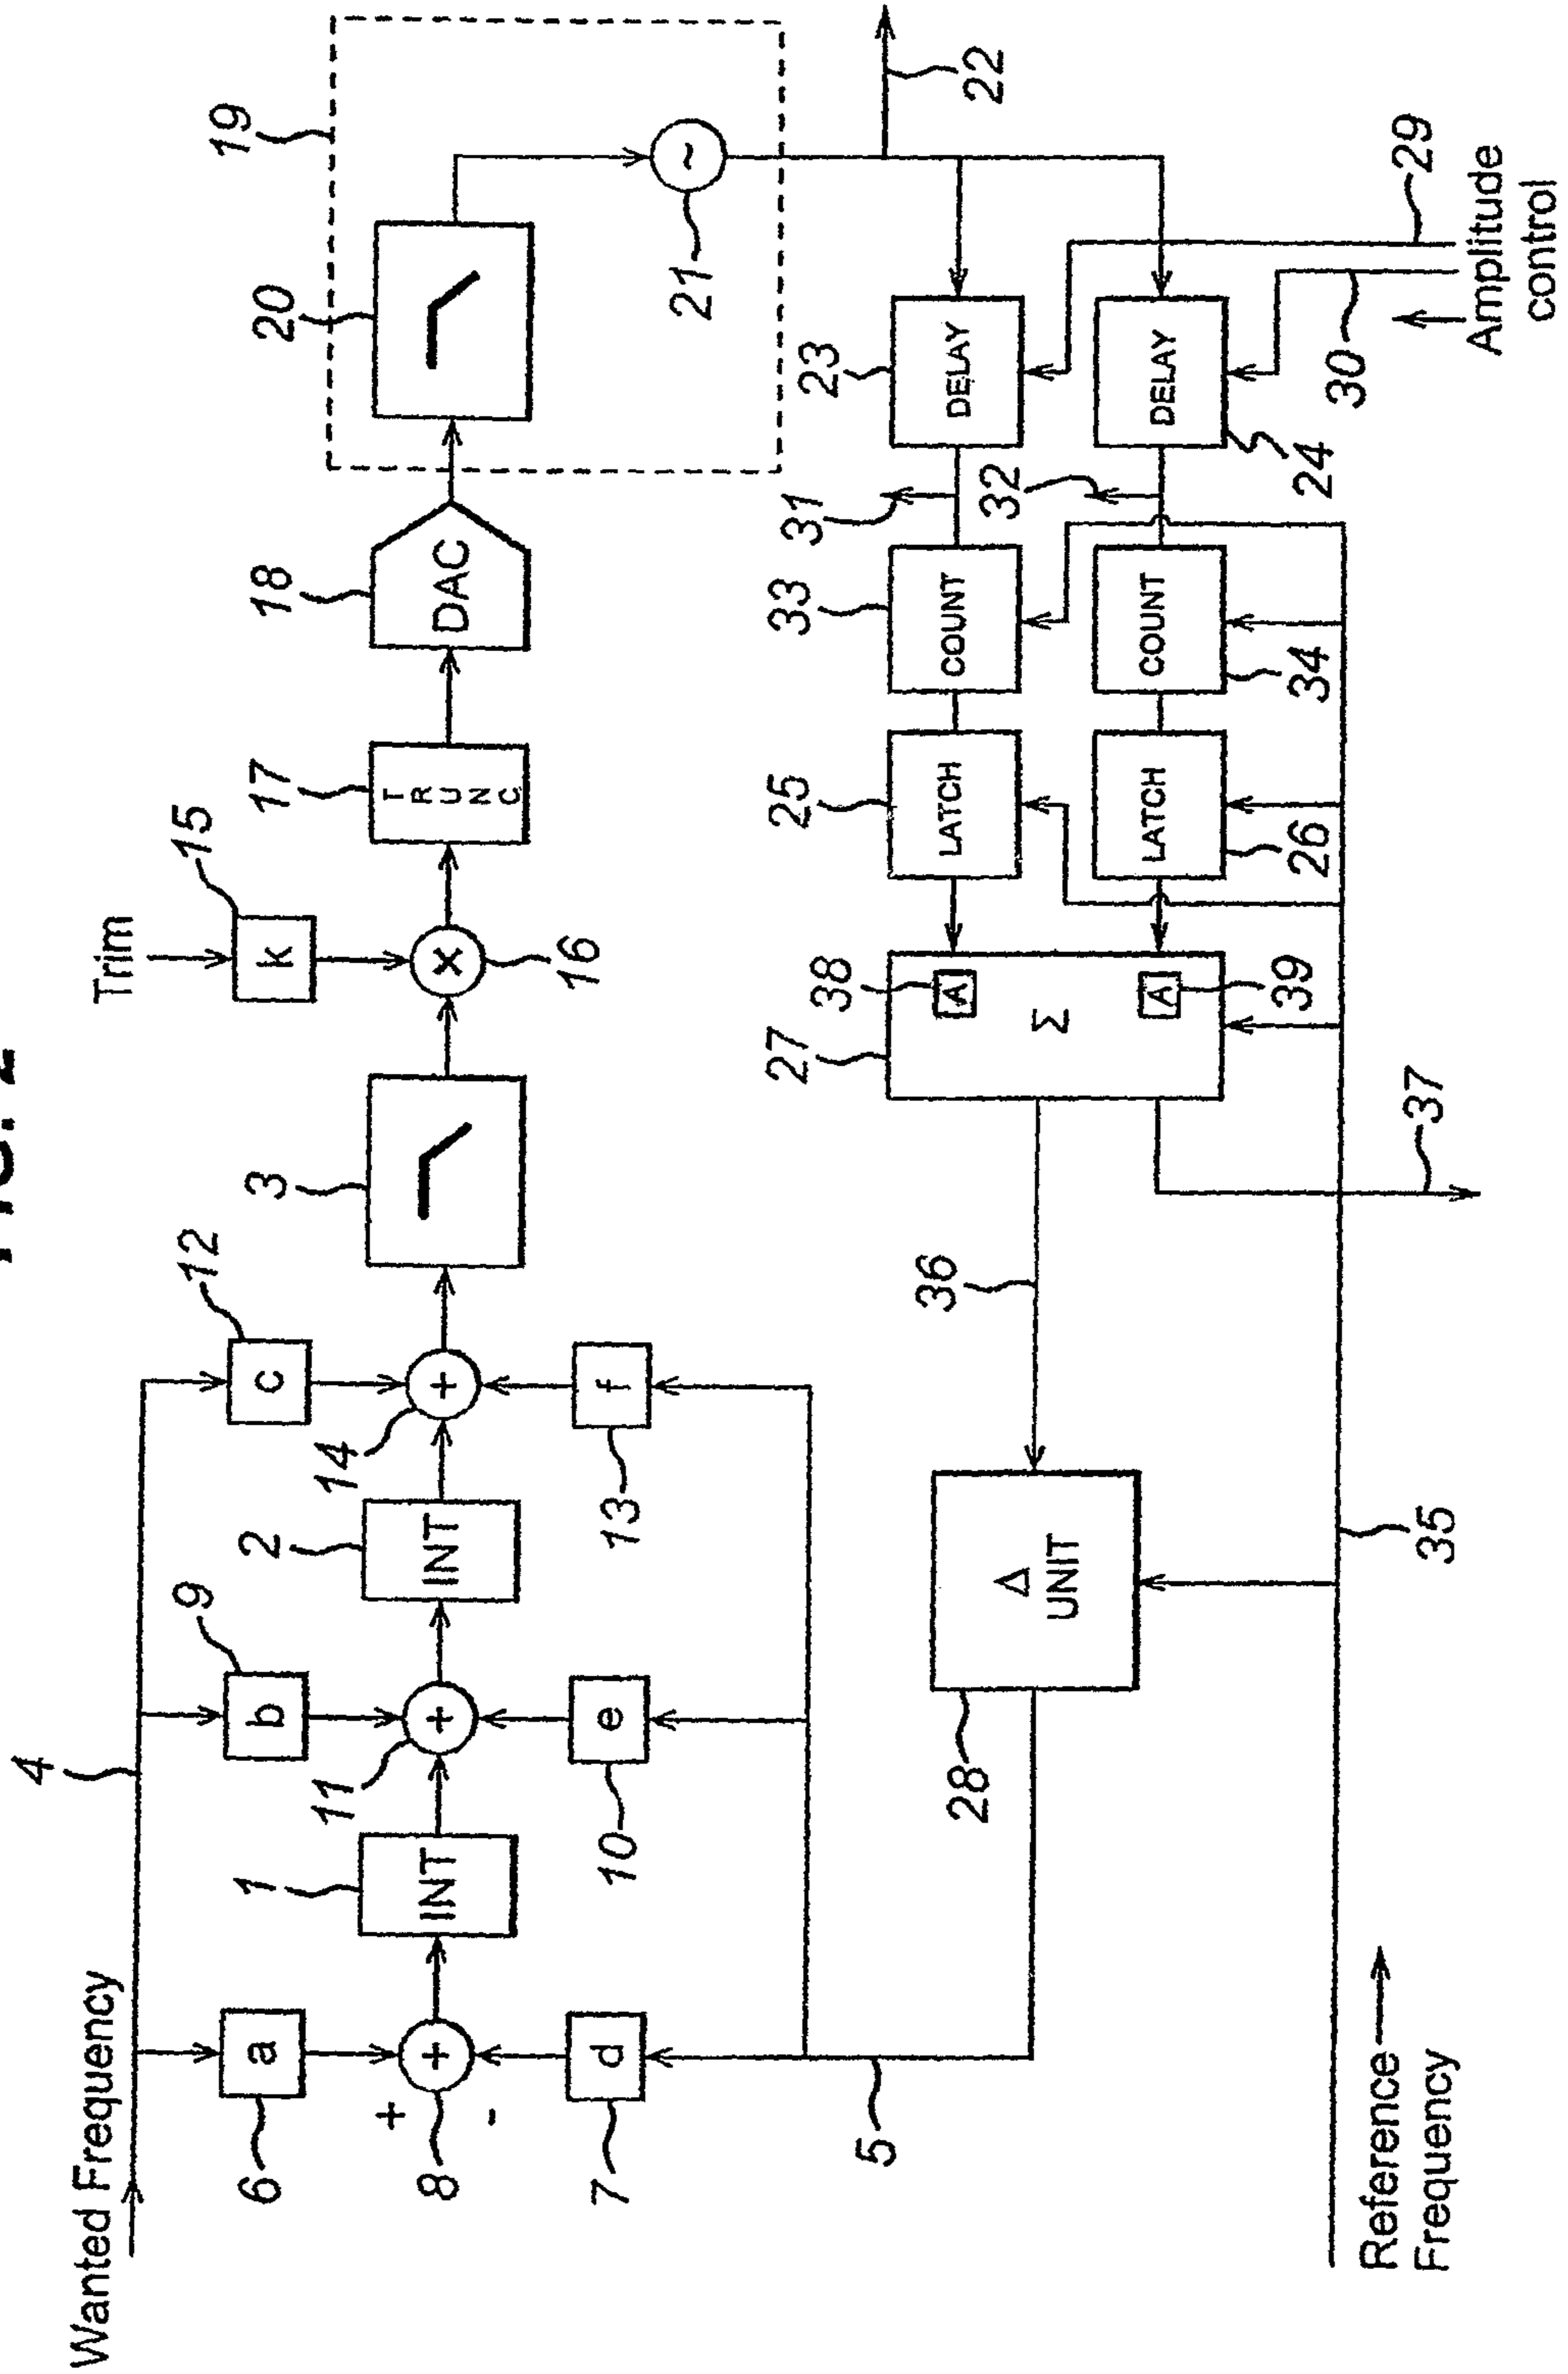 Wanted Frequency
4
6
a
9
b
12
c
Trim
15
k
+
8
+
-
1
INT
11
+
2
INT
14
+
3
16
x
17
TRUNC
18
DAC
19
20
21
~
22
7
d
10
e
13
f
5
28
Δ
UNIT
36
27
38
A
Σ
A
39
25
LATCH
33
COUNT
31
23
DELAY
LATCH
26
COUNT
34
32
DELAY
24
29
30
Amplitude
control
37
35
Reference
Frequency